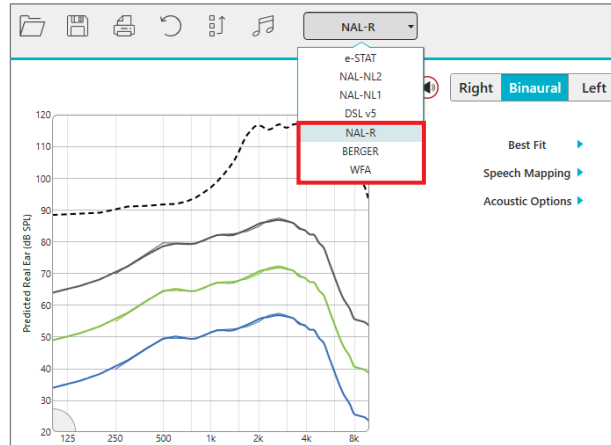 NAL-R
e-STAT
NAL-NL2
NAL-NL1
DSL v5
NAL-R
BERGER
WFA
Right Binaural Left
Best Fit
Speech Mapping
Acoustic Options
Predicted Real Ear (dB SPL)
120
110
100
90
80
70
60
50
40
30
20
125 250 500 1k 2k 4k 8k